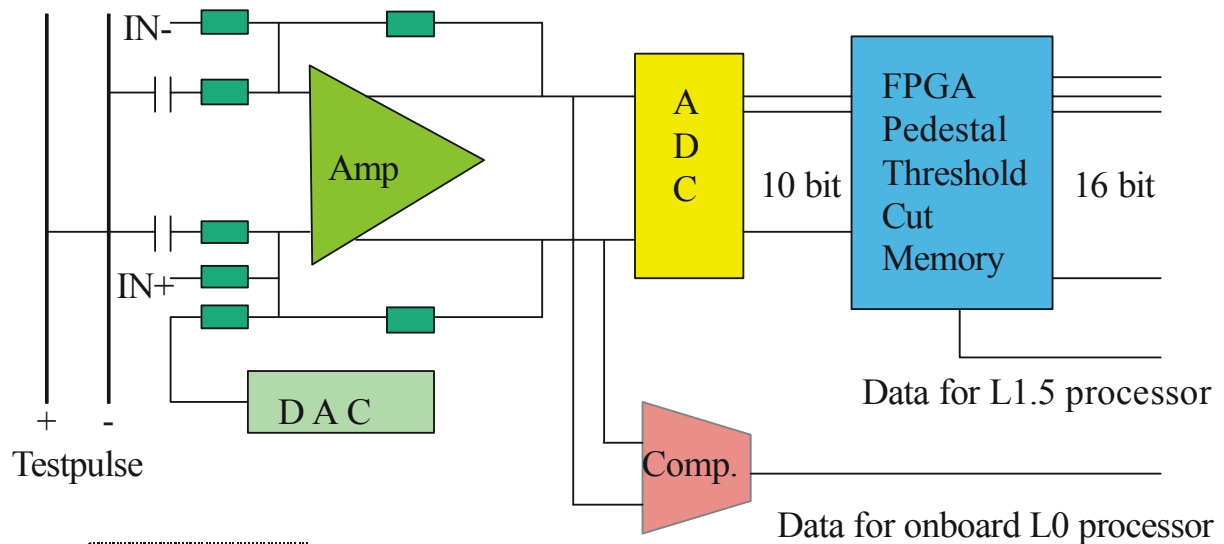 IN-
Amp
IN+
D A C
+ -
Testpulse
A
D
C
10 bit
FPGA
Pedestal
Threshold
Cut
Memory
16 bit
Data for L1.5 processor
Comp.
Data for onboard L0 processor